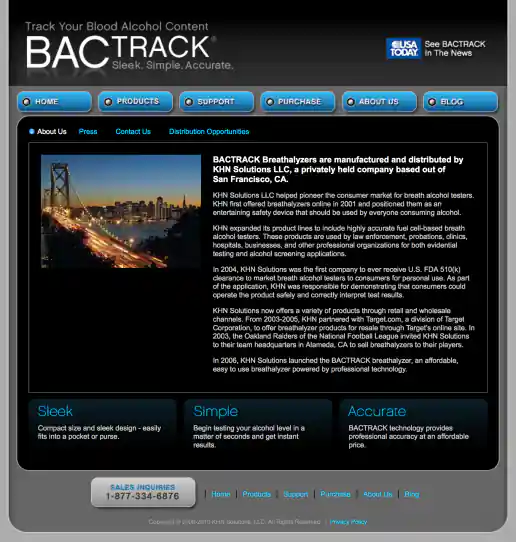 Track Your Blood Alcohol Content
BACTRACK®
Sleek. Simple. Accurate.
USA TODAY. See BACTRACK
In The News
HOME PRODUCTS SUPPORT PURCHASE ABOUT US BLOG
About Us Press Contact Us Distribution Opportunities
BACTRACK Breathalyzers are manufactured and distributed by
KHN Solutions LLC, a privately held company based out of
San Francisco, CA.
KHN Solutions LLC helped pioneer the consumer market for breath alcohol testers.
KHN first offered breathalyzers online in 2001 and positioned them as an
entertaining safety device that should be used by everyone consuming alcohol.
KHN expanded its product lines to include highly accurate fuel cell-based breath
alcohol testers. These products are used by law enforcement, probations, clinics,
hospitals, businesses, and other professional organizations for both evidential
testing and alcohol screening applications.
In 2004, KHN Solutions was the first company to ever receive U.S. FDA 510(k)
clearance to market breath alcohol testers to consumers for personal use. As part
of the application, KHN was responsible for demonstrating that consumers could
operate the product safely and correctly interpret test results.
KHN Solutions now offers a variety of products through retail and wholesale
channels. From 2003-2005, KHN partnered with Target.com, a division of Target
Corporation, to offer breathalyzer products for resale through Target's online site. In
2003, the Oakland Raiders of the National Football League invited KHN Solutions
to their team headquarters in Alameda, CA to sell breathalyzers to their players.
In 2006, KHN Solutions launched the BACTRACK breathalyzer, an affordable,
easy to use breathalyzer powered by professional technology.
Sleek
Compact size and sleek design - easily
fits into a pocket or purse.
Simple
Begin testing your alcohol level in a
matter of seconds and get instant
results.
Accurate
BACTRACK technology provides
professional accuracy at an affordable
price.
SALES INQUIRIES
1-877-334-6876
| Home | Products | Support | Purchase | About Us | Blog
Copyright © KHN Solutions, LLC. All Rights Reserved. | Privacy Policy